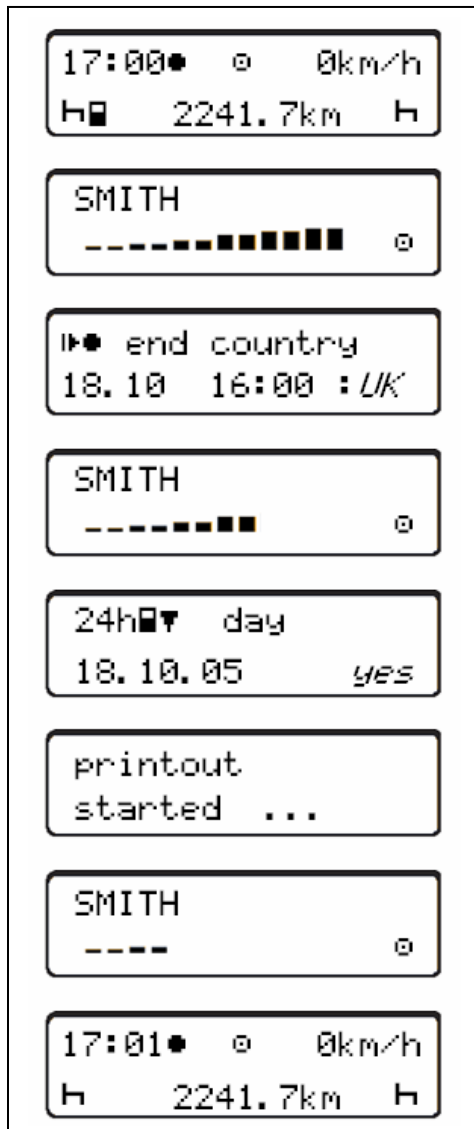 17:00● ⊙ 0km/h
2241.7km
SMITH
end country
18.10 16:00 :UK
SMITH
24h▼ day
18.10.05 yes
printout
started ...
SMITH
17:01● ⊙ 0km/h
2241.7km